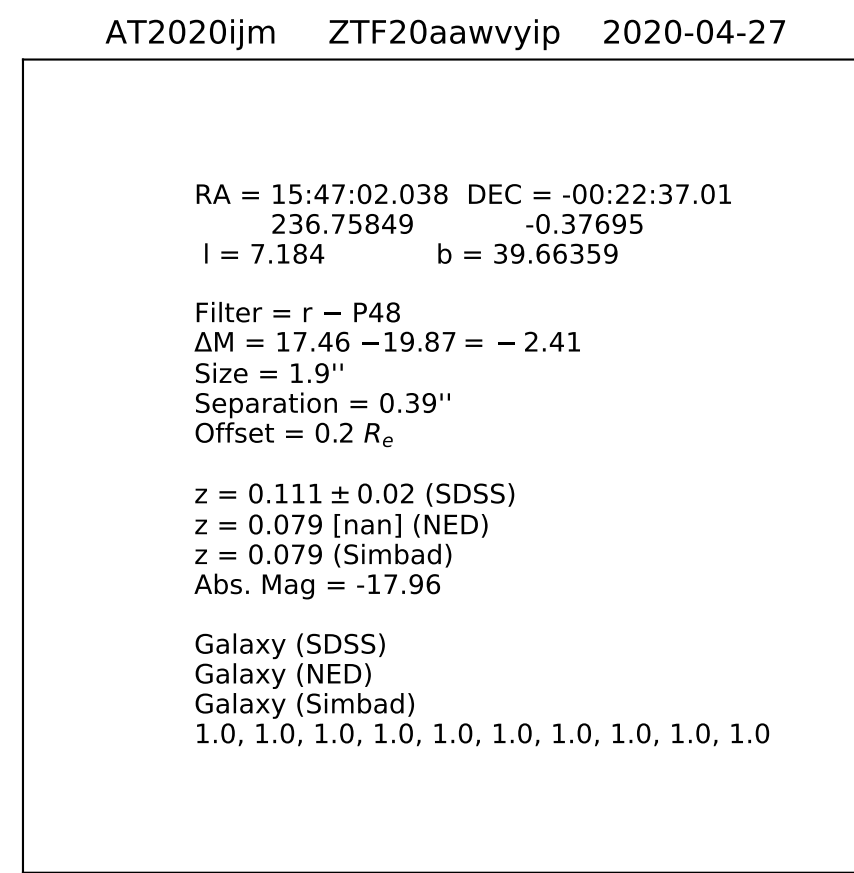 AT2020ijm ZTF20aawvyip 2020-04-27
RA = 15:47:02.038 DEC = -00:22:37.01
236.75849 -0.37695
l = 7.184 b = 39.66359
Filter = r − P48
ΔM = 17.46 −19.87 = − 2.41
Size = 1.9''
Separation = 0.39''
Offset = 0.2 Rₑ
z = 0.111 ± 0.02 (SDSS)
z = 0.079 [nan] (NED)
z = 0.079 (Simbad)
Abs. Mag = -17.96
Galaxy (SDSS)
Galaxy (NED)
Galaxy (Simbad)
1.0, 1.0, 1.0, 1.0, 1.0, 1.0, 1.0, 1.0, 1.0, 1.0